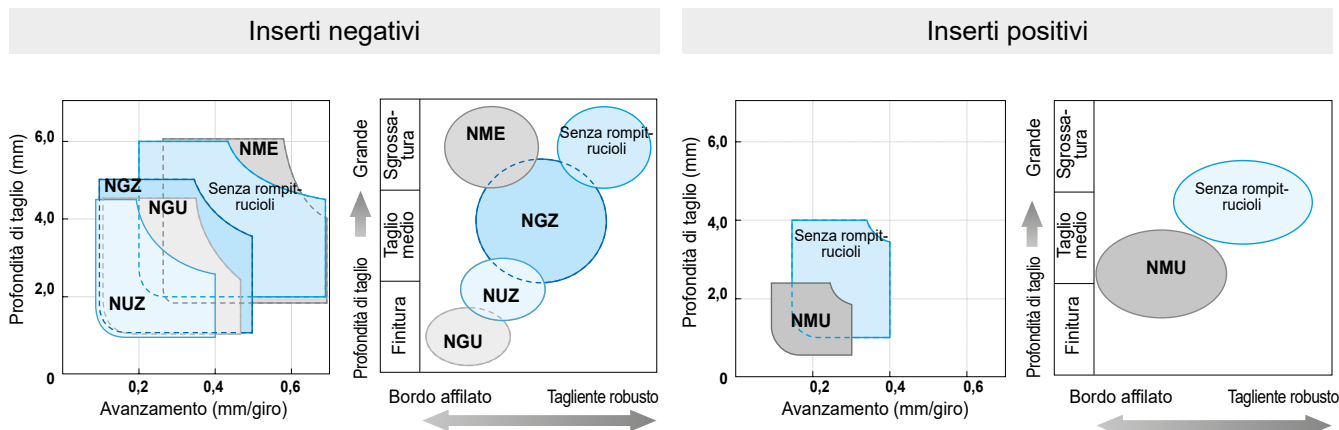 Inserti negativi
Profondità di taglio (mm)
6,0
4,0
2,0
0
0,2
0,4
0,6
Avanzamento (mm/giro)
NME
NGZ
Senza rompit-
rucioli
NGU
NUZ
Profondità di taglio
Grande
Sgrossa-
tura
Taglio
medio
Finitura
NME
Senza rompit-
rucioli
NGZ
NUZ
NGU
Bordo affilato
Tagliente robusto
Inserti positivi
Profondità di taglio (mm)
6,0
4,0
2,0
0
0,2
0,4
0,6
Avanzamento (mm/giro)
Senza rompit-
rucioli
NMU
Profondità di taglio
Grande
Sgrossa-
tura
Taglio
medio
Finitura
Senza rompit-
rucioli
NMU
Bordo affilato
Tagliente robusto